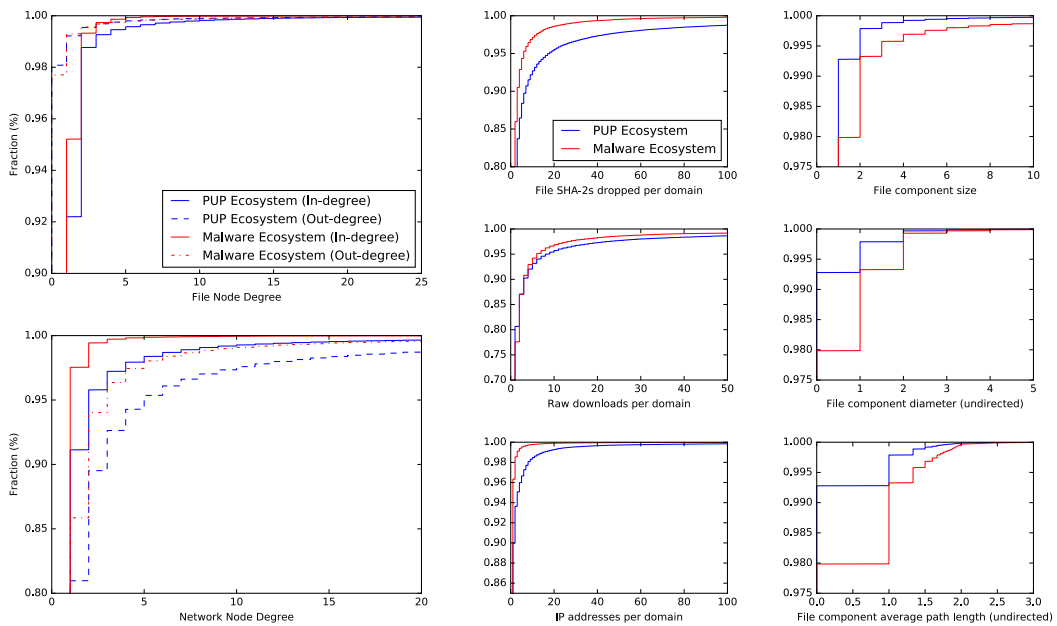 1.00
0.98
0.96
0.94
0.92
0.90
Fraction (%)
PUP Ecosystem (In-degree)
PUP Ecosystem (Out-degree)
Malware Ecosystem (In-degree)
Malware Ecosystem (Out-degree)
0 5 10 15 20 25
File Node Degree
1.00
0.95
0.90
0.85
0.80
Fraction (%)
0 5 10 15 20
Network Node Degree
1.00
0.95
0.90
0.85
0.80
PUP Ecosystem
Malware Ecosystem
0 20 40 60 80 100
File SHA-2s dropped per domain
1.00
0.95
0.90
0.85
0.80
0.75
0.70
0 10 20 30 40 50
Raw downloads per domain
1.00
0.98
0.96
0.94
0.92
0.90
0.88
0.86
0 20 40 60 80 100
IP addresses per domain
1.000
0.995
0.990
0.985
0.980
0.975
0 2 4 6 8 10
File component size
1.000
0.995
0.990
0.985
0.980
0.975
0 1 2 3 4 5
File component diameter (undirected)
1.000
0.995
0.990
0.985
0.980
0.975
0.0 0.5 1.0 1.5 2.0 2.5 3.0
File component average path length (undirected)